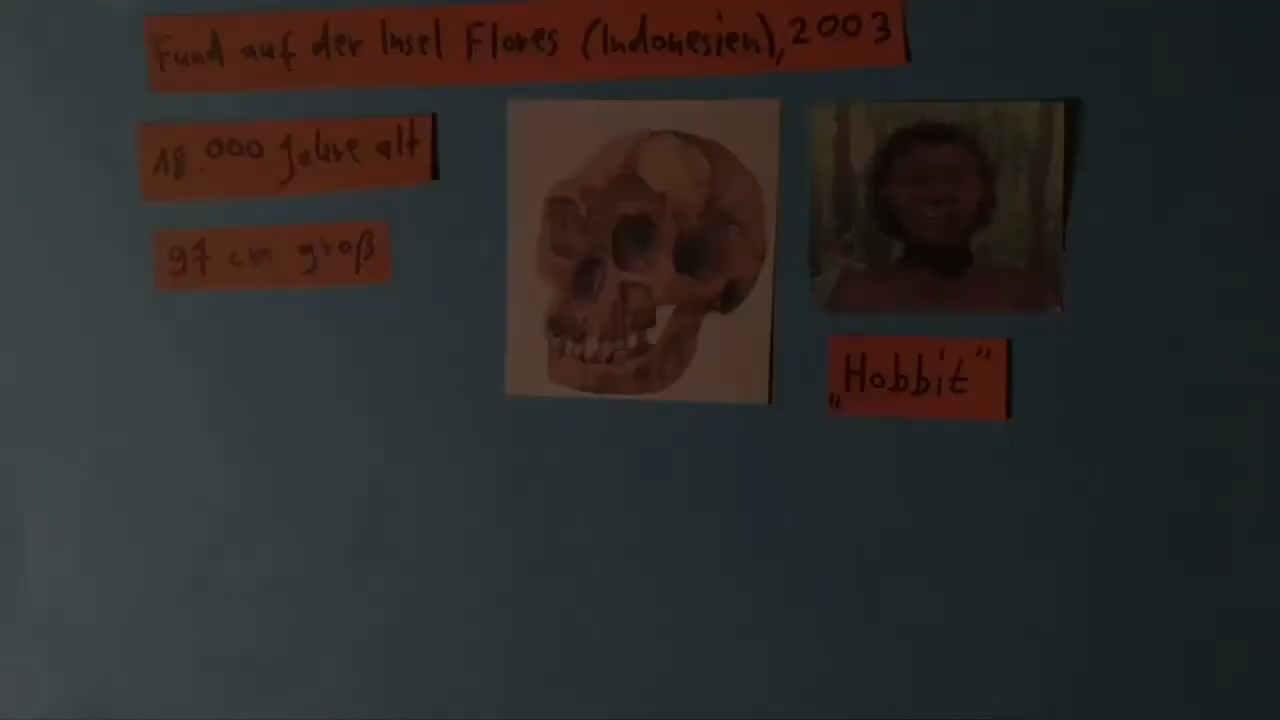 Fund auf der Insel Flores (Indonesien), 2003
18.000 Jahre alt
97 cm groß
„Hobbit“